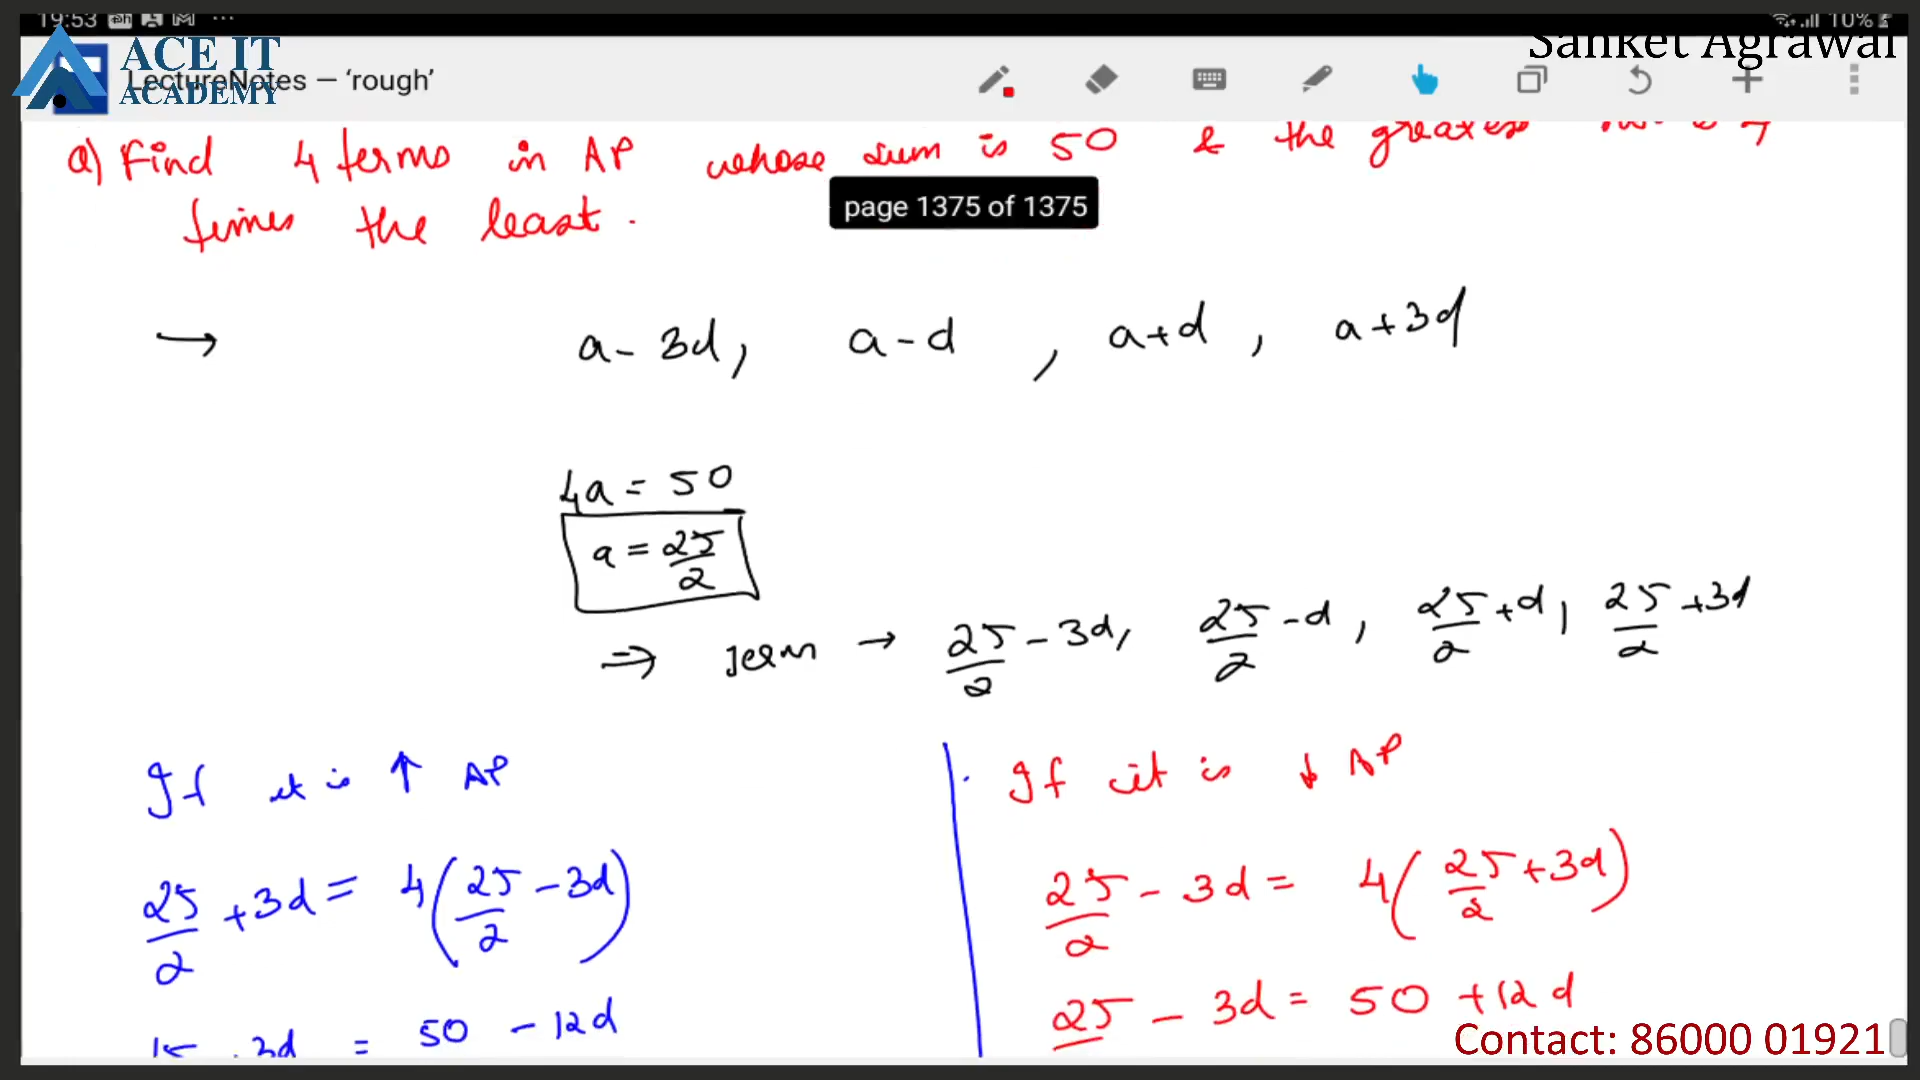 19:53
10%
Sanket Agrawal
ACE IT
ACADEMY
LectureNotes — ‘rough’
Q) Find 4 terms in AP whose sum is 50 & the greatest
times the least.
page 1375 of 1375
→ a - 3d, a - d, a + d, a + 3d
4a = 50
a = 25/2
⇒ Term → 25/2 - 3d, 25/2 - d, 25/2 + d, 25/2 + 3d
If it is ↑ AP
25/2 + 3d = 4(25/2 - 3d)
3d = 50 - 12d
If it is ↓ AP
25/2 - 3d = 4(25/2 + 3d)
25 - 3d = 50 + 12d
Contact: 86000 01921